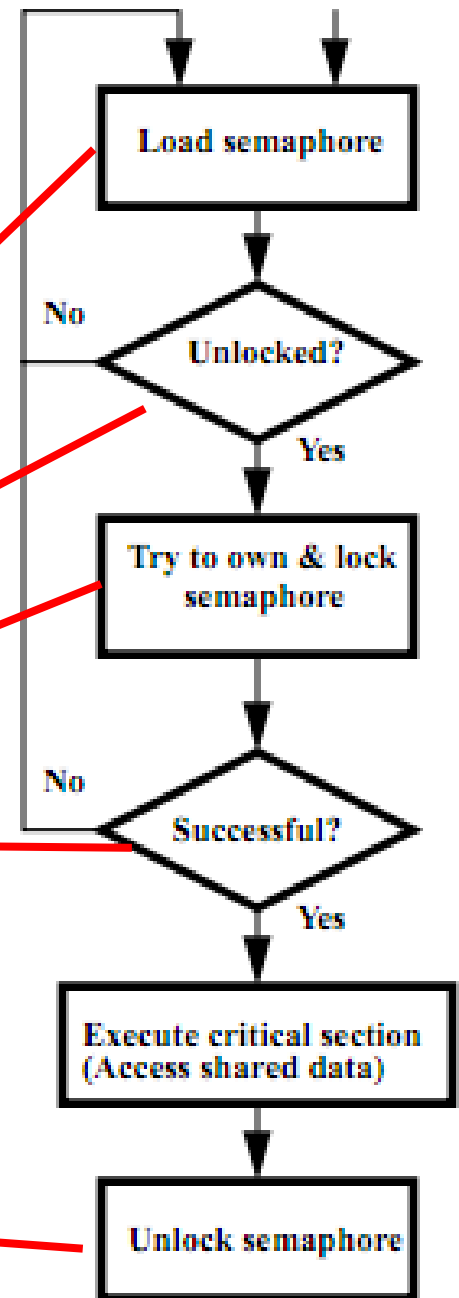 Load semaphore
No
Unlocked?
Yes
Try to own & lock
semaphore
No
Successful?
Yes
Execute critical section
(Access shared data)
Unlock semaphore